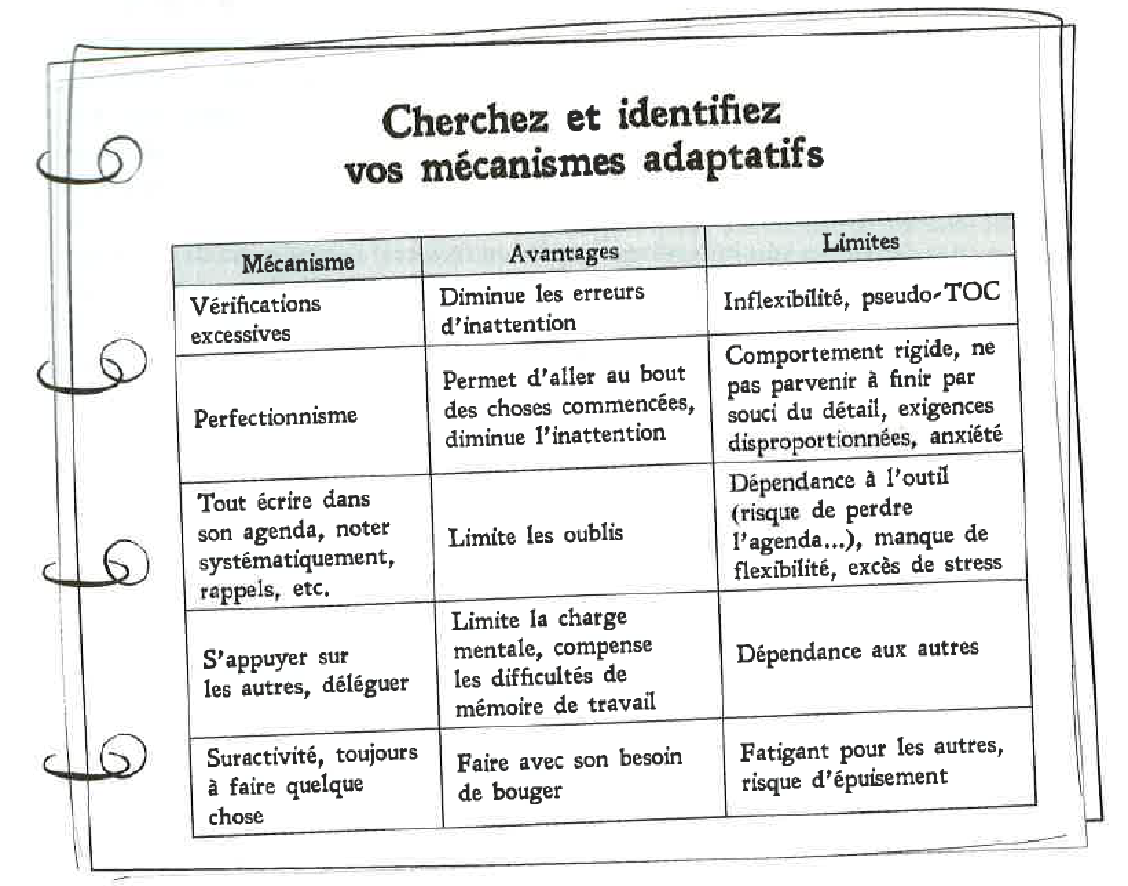 Cherchez et identifiez
vos mécanismes adaptatifs
Mécanisme
Avantages
Limites
Vérifications
excessives
Diminue les erreurs
d'inattention
Inflexibilité, pseudo-TOC
Perfectionnisme
Permet d'aller au bout
des choses commencées,
diminue l'inattention
Comportement rigide, ne
pas parvenir à finir par
souci du détail, exigences
disproportionnées, anxiété
Tout écrire dans
son agenda, noter
systématiquement,
rappels, etc.
Limite les oublis
Dépendance à l'outil
(risque de perdre
l'agenda...), manque de
flexibilité, excès de stress
S'appuyer sur
les autres, déléguer
Limite la charge
mentale, compense
les difficultés de
mémoire de travail
Dépendance aux autres
Suractivité, toujours
à faire quelque
chose
Faire avec son besoin
de bouger
Fatigant pour les autres,
risque d'épuisement